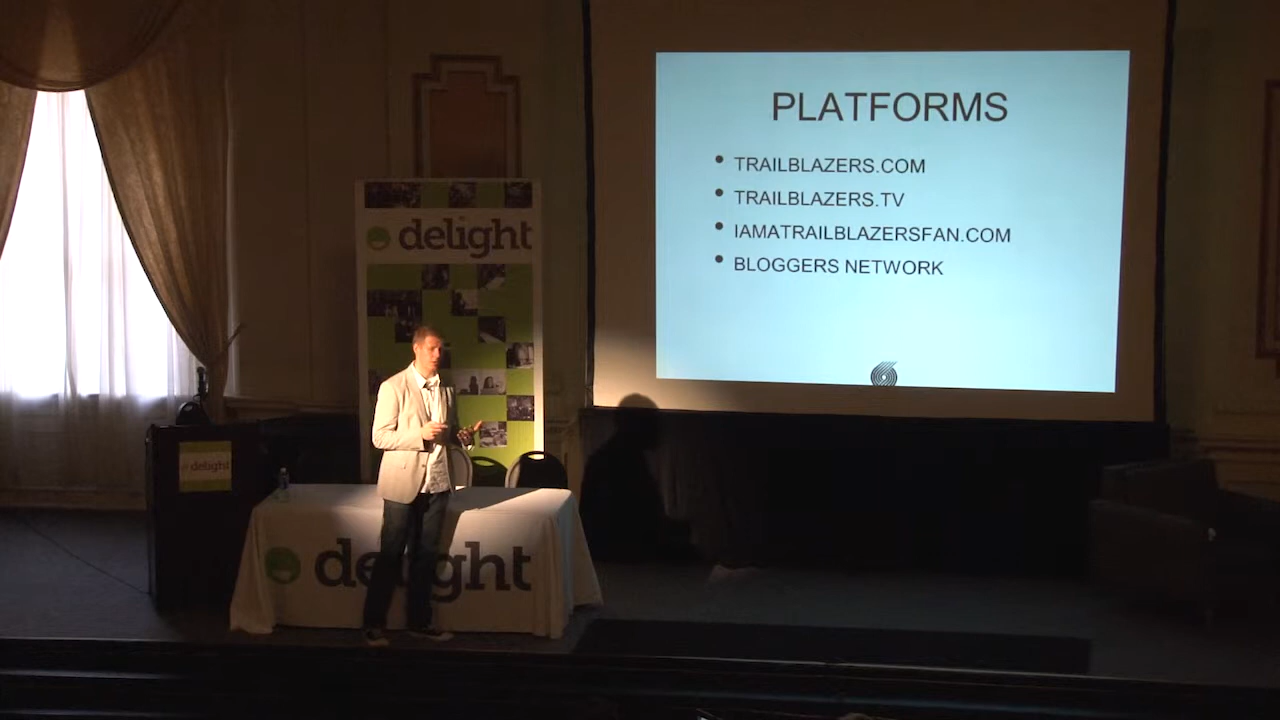 PLATFORMS
• TRAILBLAZERS.COM
• TRAILBLAZERS.TV
• IAMATRAILBLAZERSFAN.COM
• BLOGGERS NETWORK
delight
delight
delight